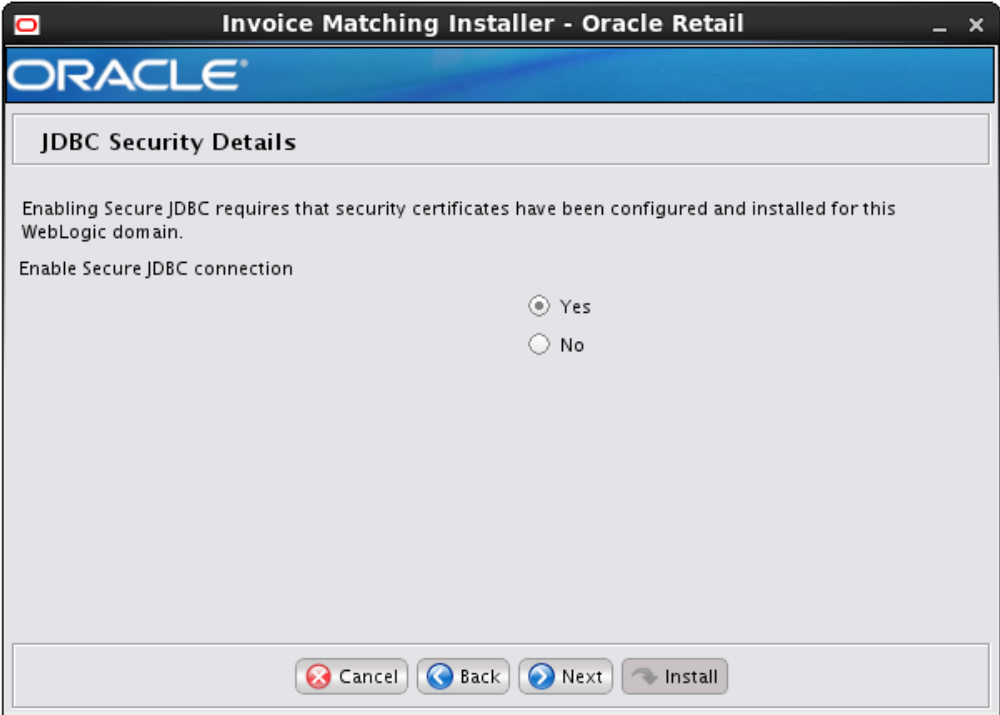 Invoice Matching Installer - Oracle Retail
ORACLE
JDBC Security Details
Enabling Secure JDBC requires that security certificates have been configured and installed for this
WebLogic domain.
Enable Secure JDBC connection
Yes
No
Cancel Back Next Install